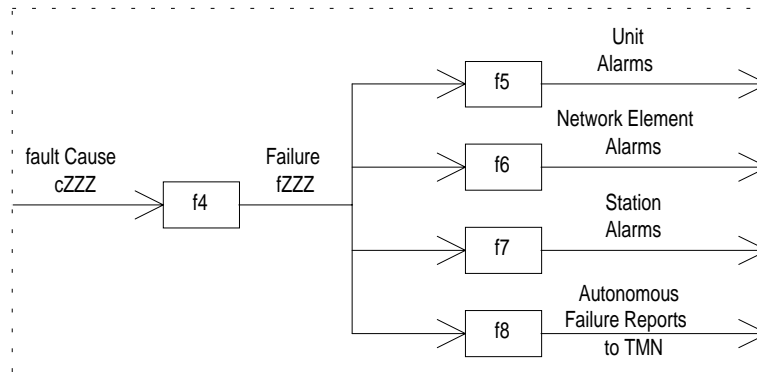 Unit
Alarms
f5
Network Element
Alarms
f6
fault Cause
cZZZ
f4
Failure
fZZZ
Station
Alarms
f7
Autonomous
Failure Reports
to TMN
f8